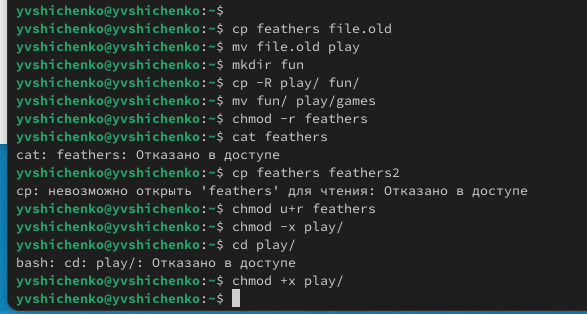 yvshichenko@yvshichenko:~$
yvshichenko@yvshichenko:~$ cp feathers file.old
yvshichenko@yvshichenko:~$ mv file.old play
yvshichenko@yvshichenko:~$ mkdir fun
yvshichenko@yvshichenko:~$ cp -R play/ fun/
yvshichenko@yvshichenko:~$ mv fun/ play/games
yvshichenko@yvshichenko:~$ chmod -r feathers
yvshichenko@yvshichenko:~$ cat feathers
cat: feathers: Отказано в доступе
yvshichenko@yvshichenko:~$ cp feathers feathers2
cp: невозможно открыть 'feathers' для чтения: Отказано в доступе
yvshichenko@yvshichenko:~$ chmod u+r feathers
yvshichenko@yvshichenko:~$ chmod -x play/
yvshichenko@yvshichenko:~$ cd play/
bash: cd: play/: Отказано в доступе
yvshichenko@yvshichenko:~$ chmod +x play/
yvshichenko@yvshichenko:~$